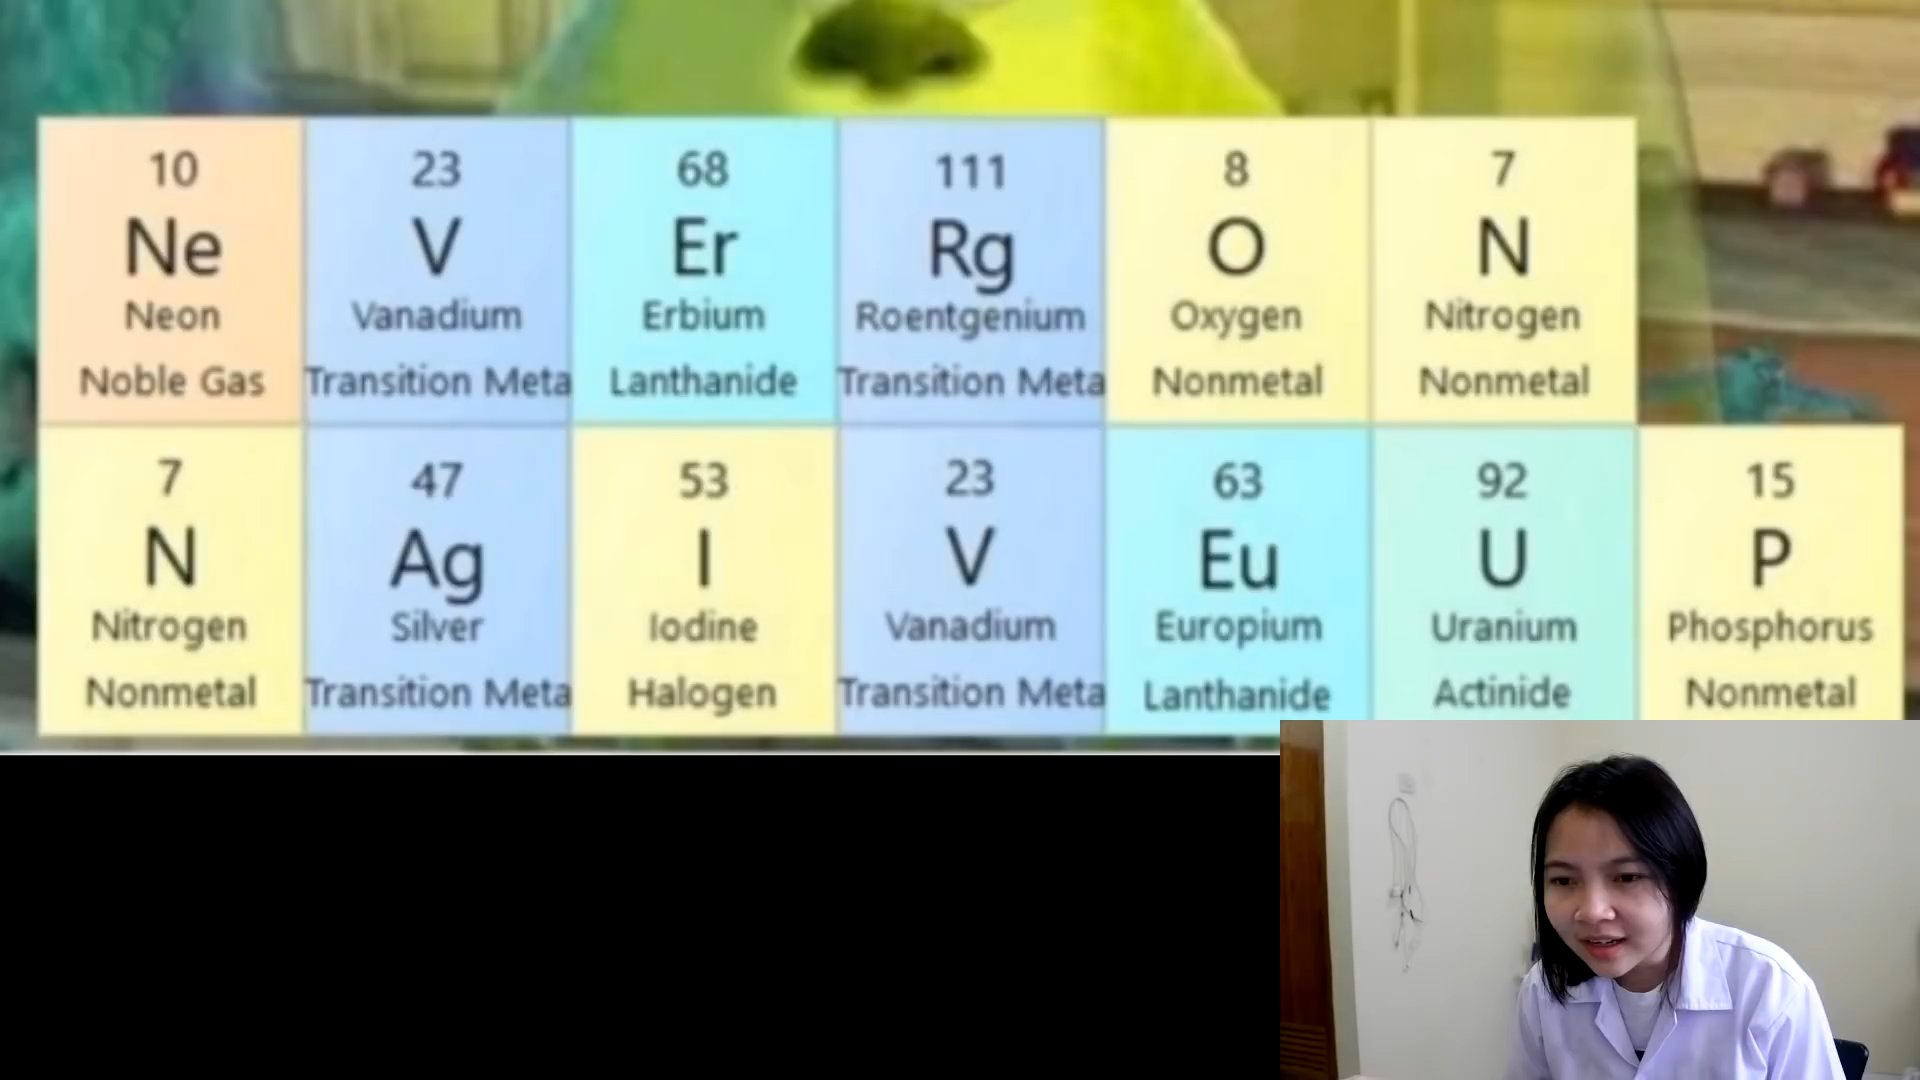 10 23 68 111 8 7
Ne V Er Rg O N
Neon Vanadium Erbium Roentgenium Oxygen Nitrogen
Noble Gas Transition Meta Lanthanide Transition Meta Nonmetal Nonmetal
7 47 53 23 63 92 15
N Ag I V Eu U P
Nitrogen Silver Iodine Vanadium Europium Uranium Phosphorus
Nonmetal Transition Meta Halogen Transition Meta Lanthanide Actinide Nonmetal